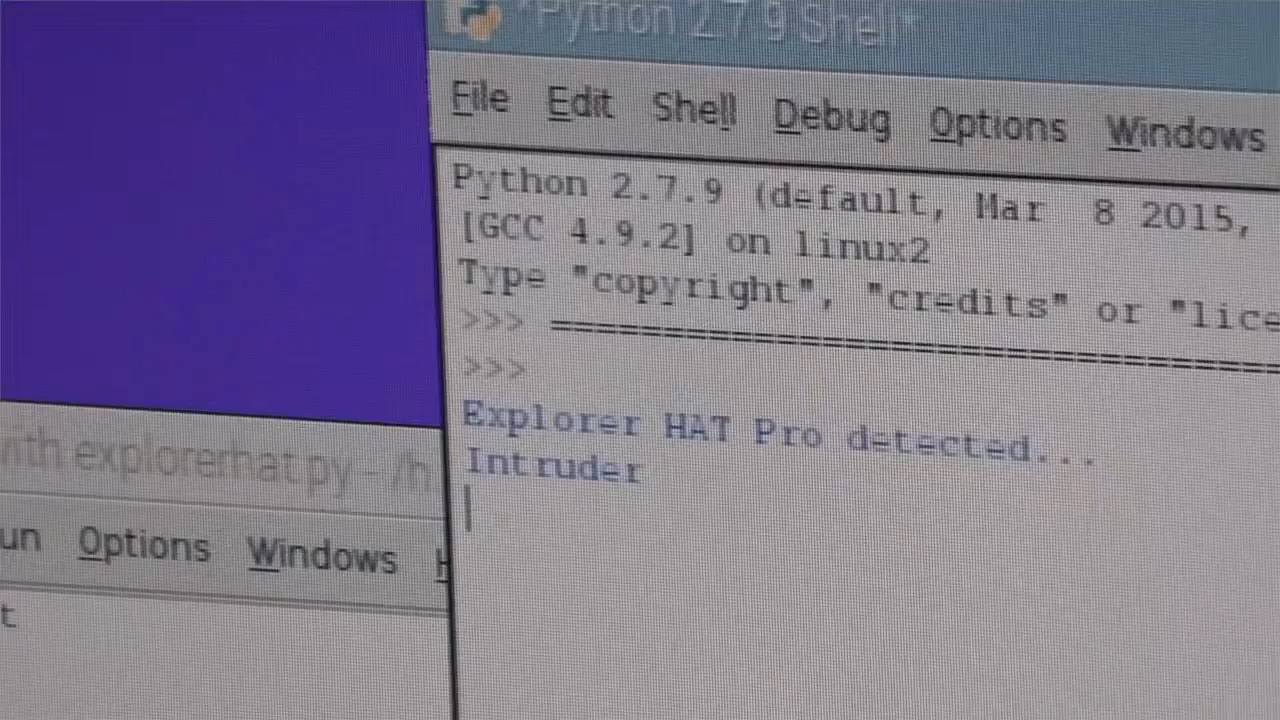 *Python 2.7.9 Shell*
File Edit Shell Debug Options Windows
Python 2.7.9 (default, Mar 8 2015,
[GCC 4.9.2] on linux2
Type "copyright", "credits" or "lice
>>> ================================
>>>
Explorer HAT Pro detected...
Intruder
with explorerhat.py - /h
un Options Windows H
t